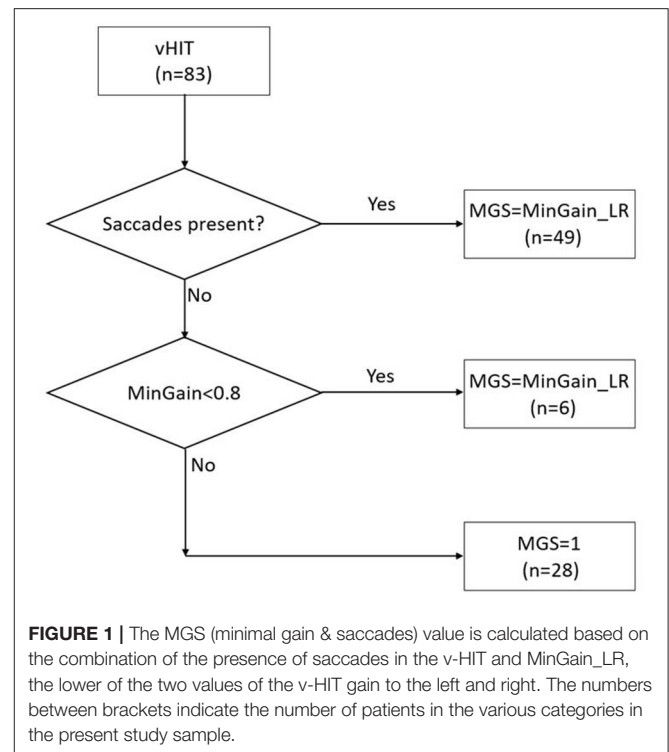 vHIT
(n=83)
Saccades present?
Yes
MGS=MinGain_LR
(n=49)
No
MinGain<0.8
Yes
MGS=MinGain_LR
(n=6)
No
MGS=1
(n=28)
FIGURE 1 | The MGS (minimal gain & saccades) value is calculated based on
the combination of the presence of saccades in the v-HIT and MinGain_LR,
the lower of the two values of the v-HIT gain to the left and right. The numbers
between brackets indicate the number of patients in the various categories in
the present study sample.